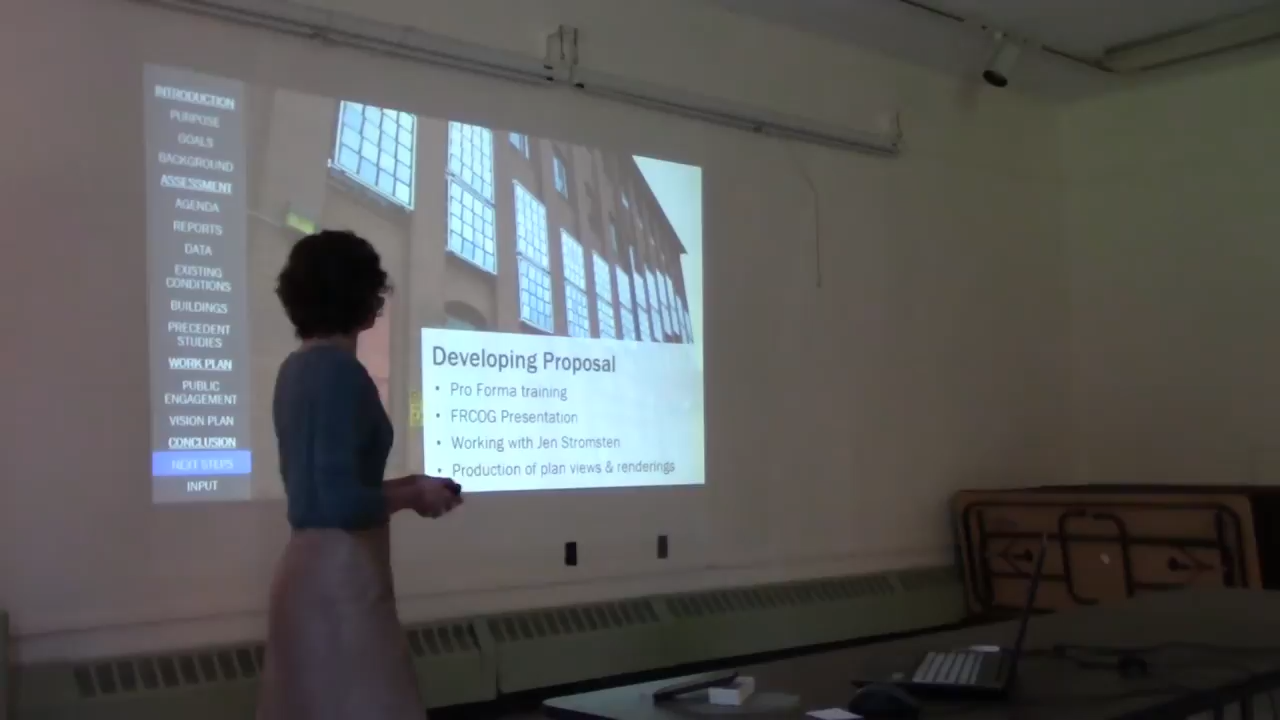 INTRODUCTION
PURPOSE
GOALS
BACKGROUND
ASSESSMENT
AGENDA
REPORTS
DATA
EXISTING
CONDITIONS
BUILDINGS
PRECEDENT
STUDIES
WORK PLAN
PUBLIC
ENGAGEMENT
VISION PLAN
CONCLUSION
NEXT STEPS
INPUT
Developing Proposal
• Pro Forma training
• FRCOG Presentation
• Working with Jen Stromsten
• Production of plan views & renderings